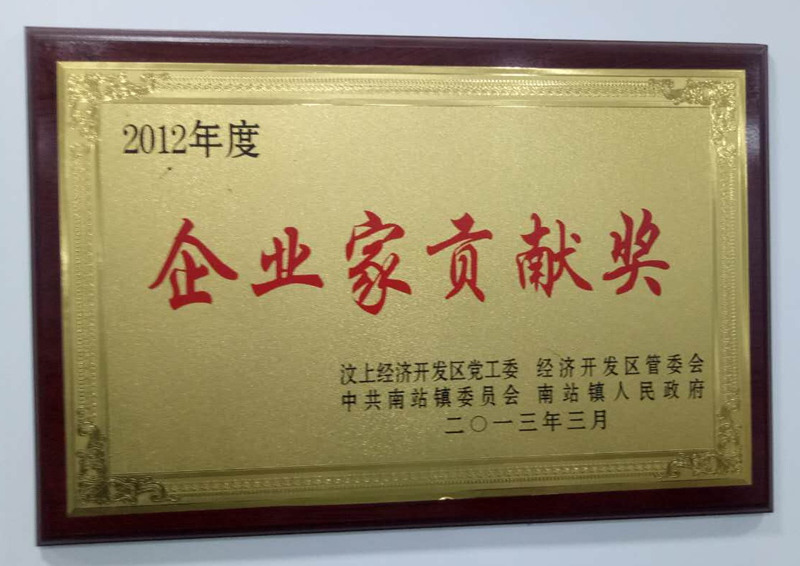 2012年度
企业家贡献奖
汶上经济开发区党工委 经济开发区管委会
中共南站镇委员会 南站镇人民政府
二〇一三年三月